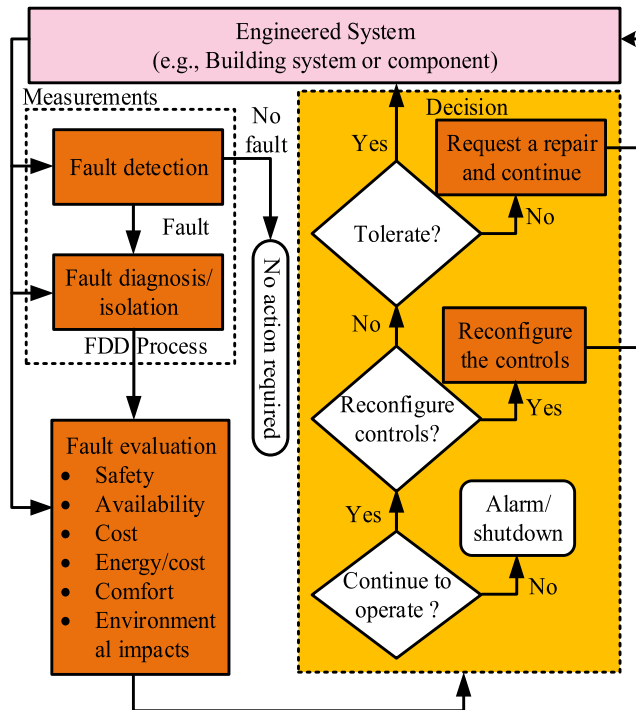 Engineered System
(e.g., Building system or component)
Measurements
Fault detection
No
fault
Fault
Fault diagnosis/
isolation
FDD Process
No action required
Fault evaluation
• Safety
• Availability
• Cost
• Energy/cost
• Comfort
• Environment
al impacts
Decision
Yes
Request a repair
and continue
Tolerate?
No
No
Reconfigure
the controls
Reconfigure
controls?
Yes
Yes
Alarm/
shutdown
Continue to
operate ?
No